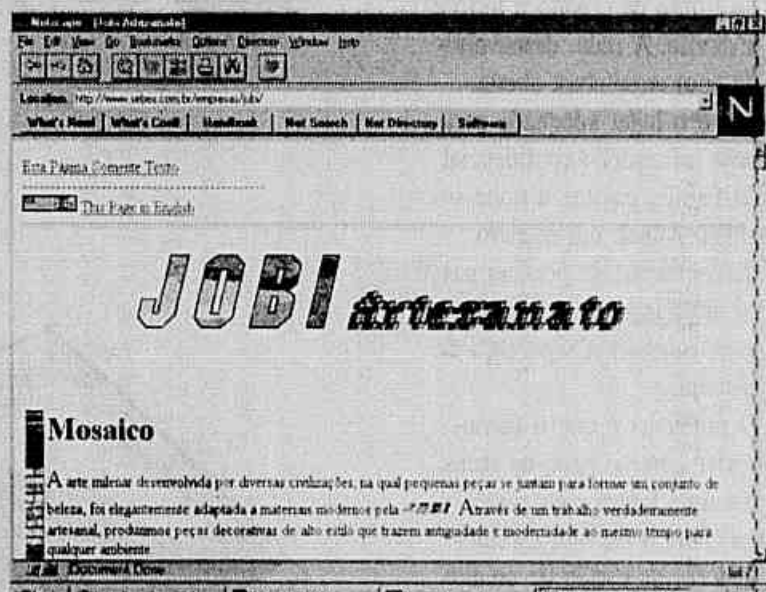 Netscape - [Jobi Artezanato]
File Edit View Go Bookmarks Options Directory Window Help
Location: http://www.sebex.com.br/empresas/jobi/
What's New! What's Cool! Handbook Net Search Net Directory Software
N
Esta Página Somente Texto
This Page in English
JOBI Artezanato
Mosaico
A arte milenar desenvolvida por diversas civilizações, na qual pequenas peças se juntam para formar um conjunto de
beleza, foi elegantemente adaptada a materiais modernos pela JOBI. Através de um trabalho verdadeiramente
artesanal, produzimos peças decorativas de alto estilo que trazem antiguidade e modernidade ao mesmo tempo para
qualquer ambiente
Document Done